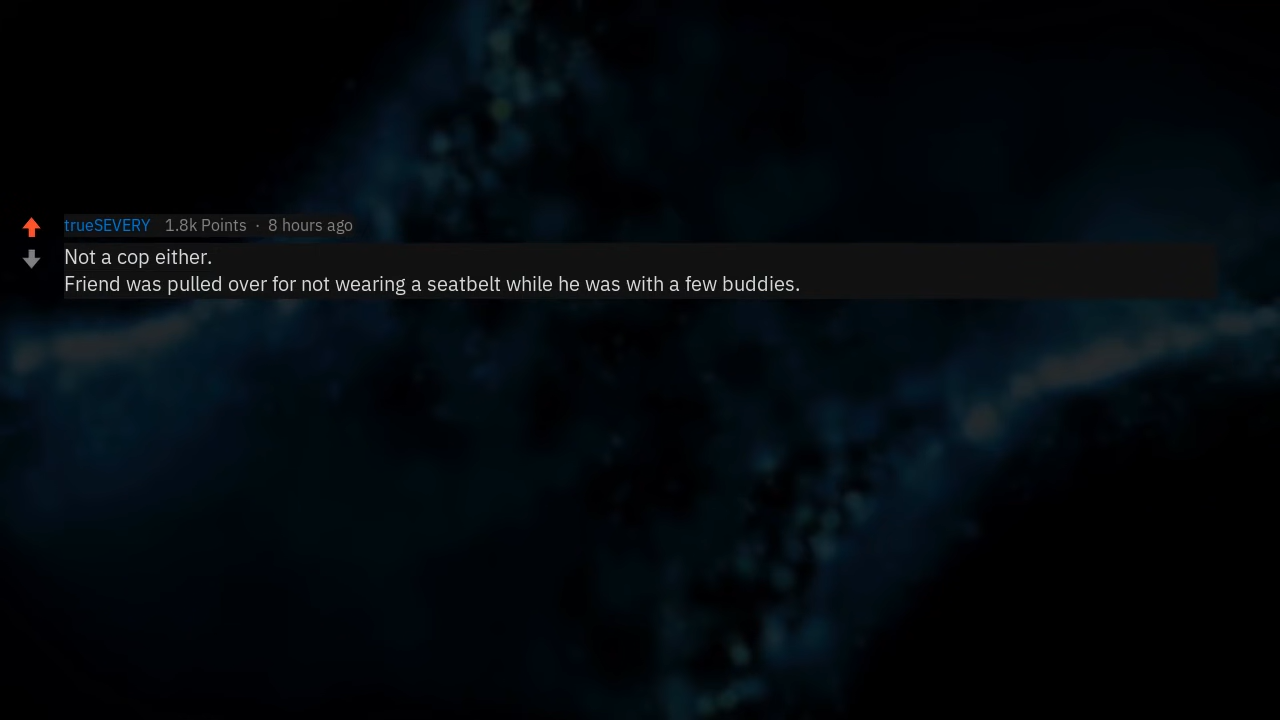 trueSEVERY 1.8k Points · 8 hours ago
Not a cop either.
Friend was pulled over for not wearing a seatbelt while he was with a few buddies.